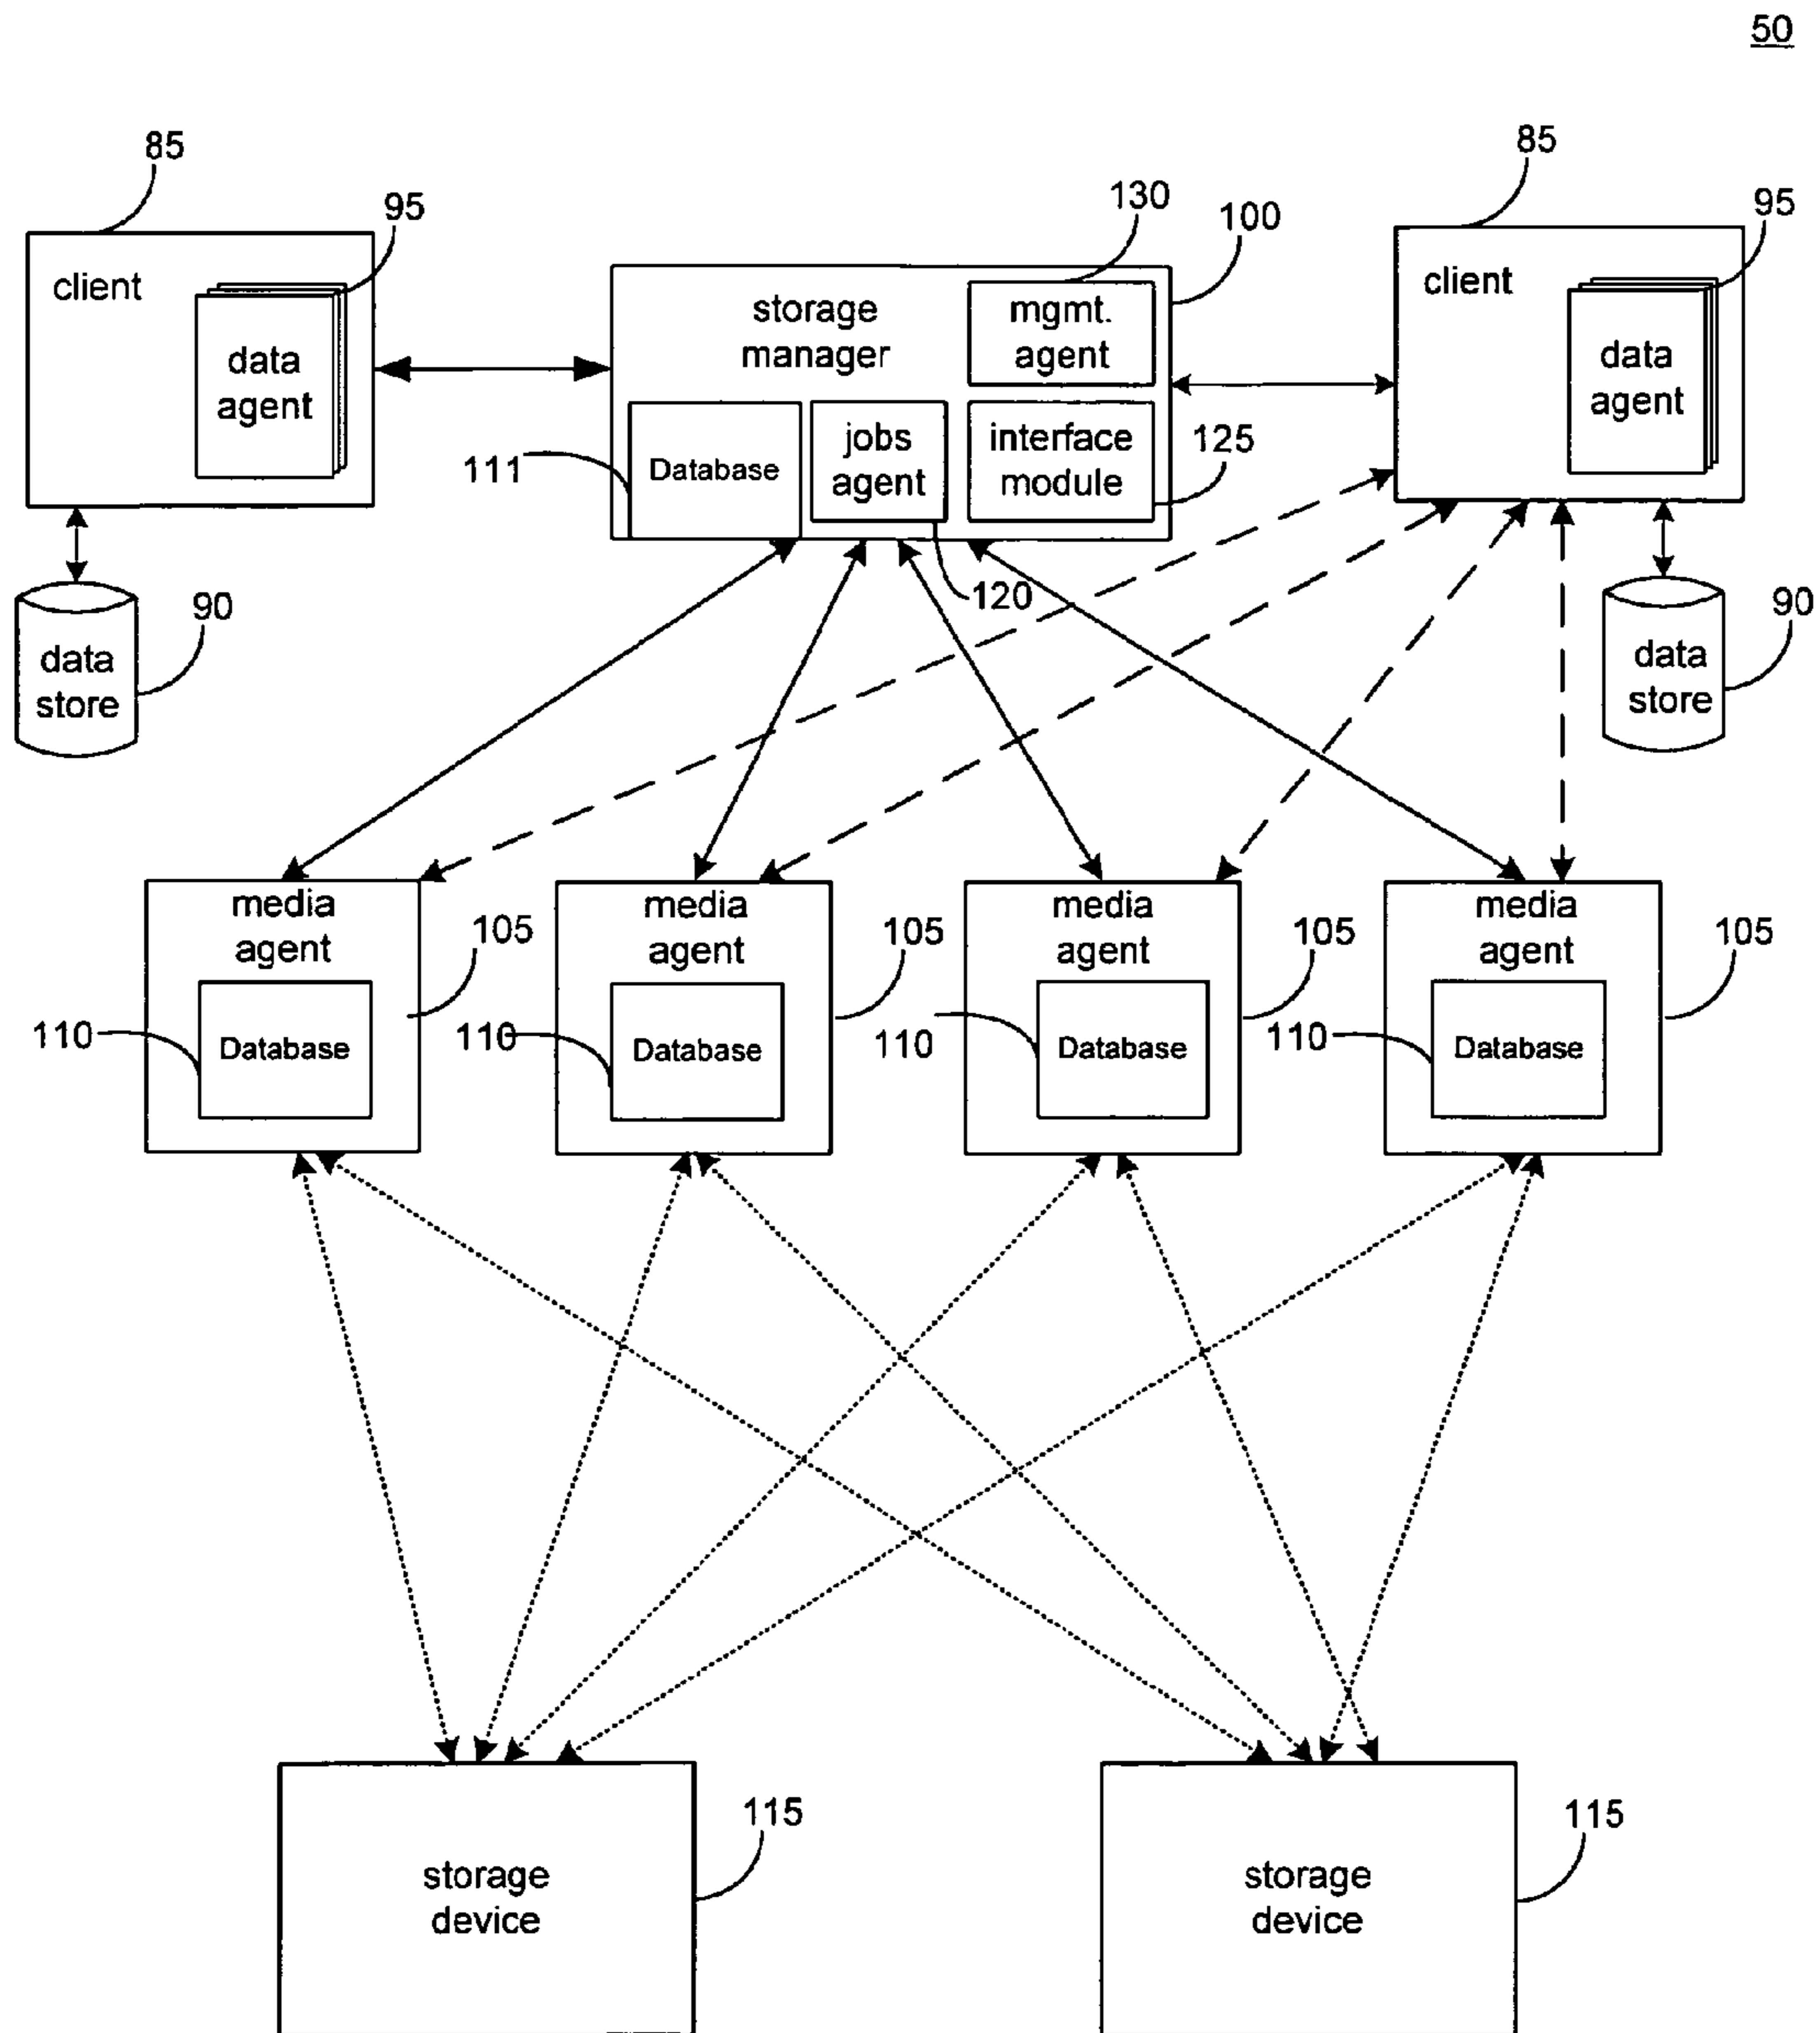 50
85
85
95
130
100
95
client
storage
manager
mgmt.
agent
client
data
agent
data
agent
111
Database
jobs
agent
interface
module
125
120
90
data
store
90
data
store
media
agent
105
media
agent
105
media
agent
105
media
agent
105
110
Database
110
Database
110
Database
110
Database
storage
device
115
storage
device
115